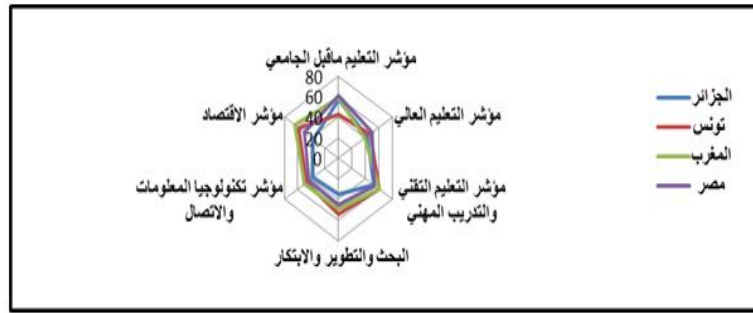 مؤشر التعليم ماقبل الجامعي
80
60
40
20
0
مؤشر التعليم العالي
مؤشر التعليم التقني
والتدريب المهني
البحث والتطوير والابتكار
مؤشر تكنولوجيا المعلومات
والاتصال
مؤشر الاقتصاد
الجزائر
تونس
المغرب
مصر